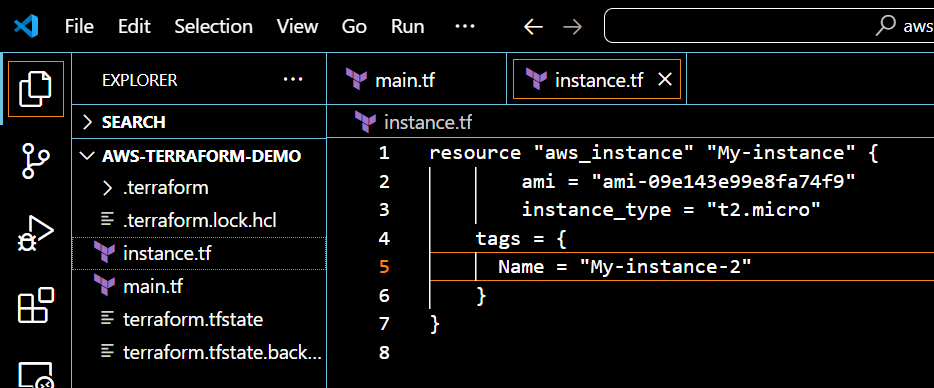 File Edit Selection View Go Run ··· ← → aws
EXPLORER ···
main.tf
instance.tf ×
SEARCH
instance.tf
AWS-TERRAFORM-DEMO
.terraform
.terraform.lock.hcl
instance.tf
main.tf
terraform.tfstate
terraform.tfstate.back...
1 resource "aws_instance" "My-instance" {
2 ami = "ami-09e143e99e8fa74f9"
3 instance_type = "t2.micro"
4 tags = {
5 Name = "My-instance-2"
6 }
7 }
8